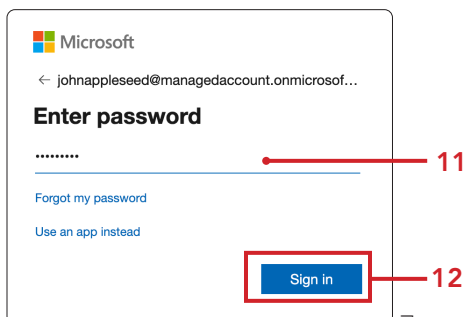 Microsoft
← johnappleseed@managedaccount.onmicrosof...
Enter password
•••••••••
11
Forgot my password
Use an app instead
Sign in
12